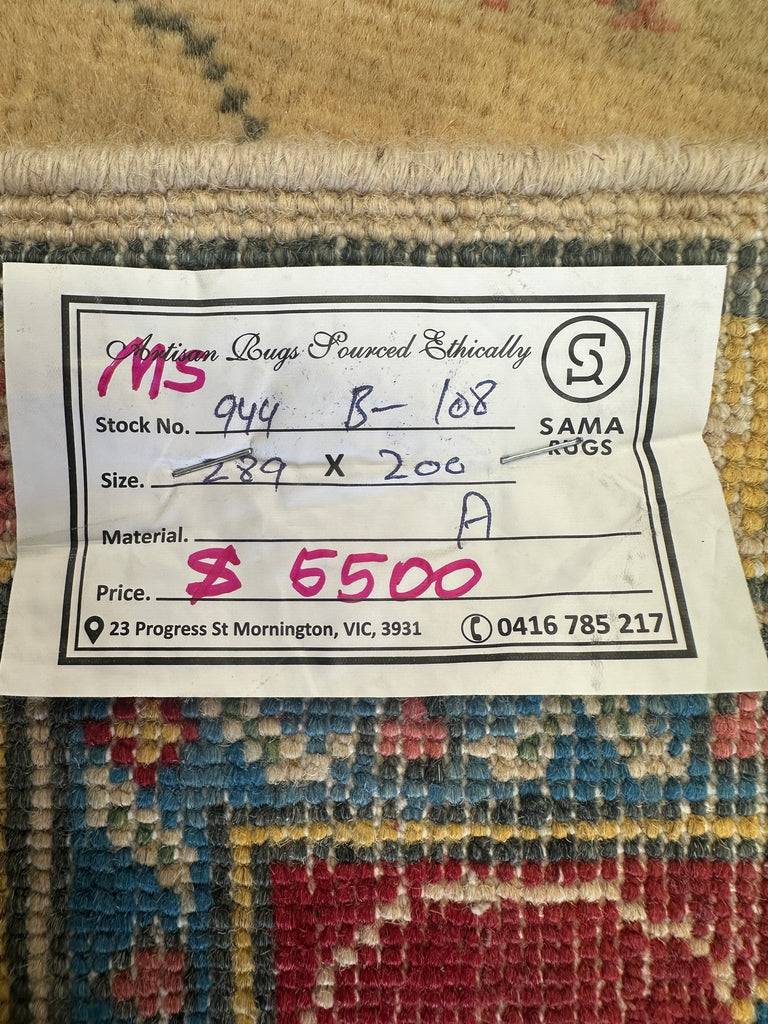 Artisan Rugs Sourced Ethically
MS
SR
SAMA
RUGS
Stock No. 944 B- 108
Size. 289 X 200
Material. A
Price. $ 5500
23 Progress St Mornington, VIC, 3931
0416 785 217